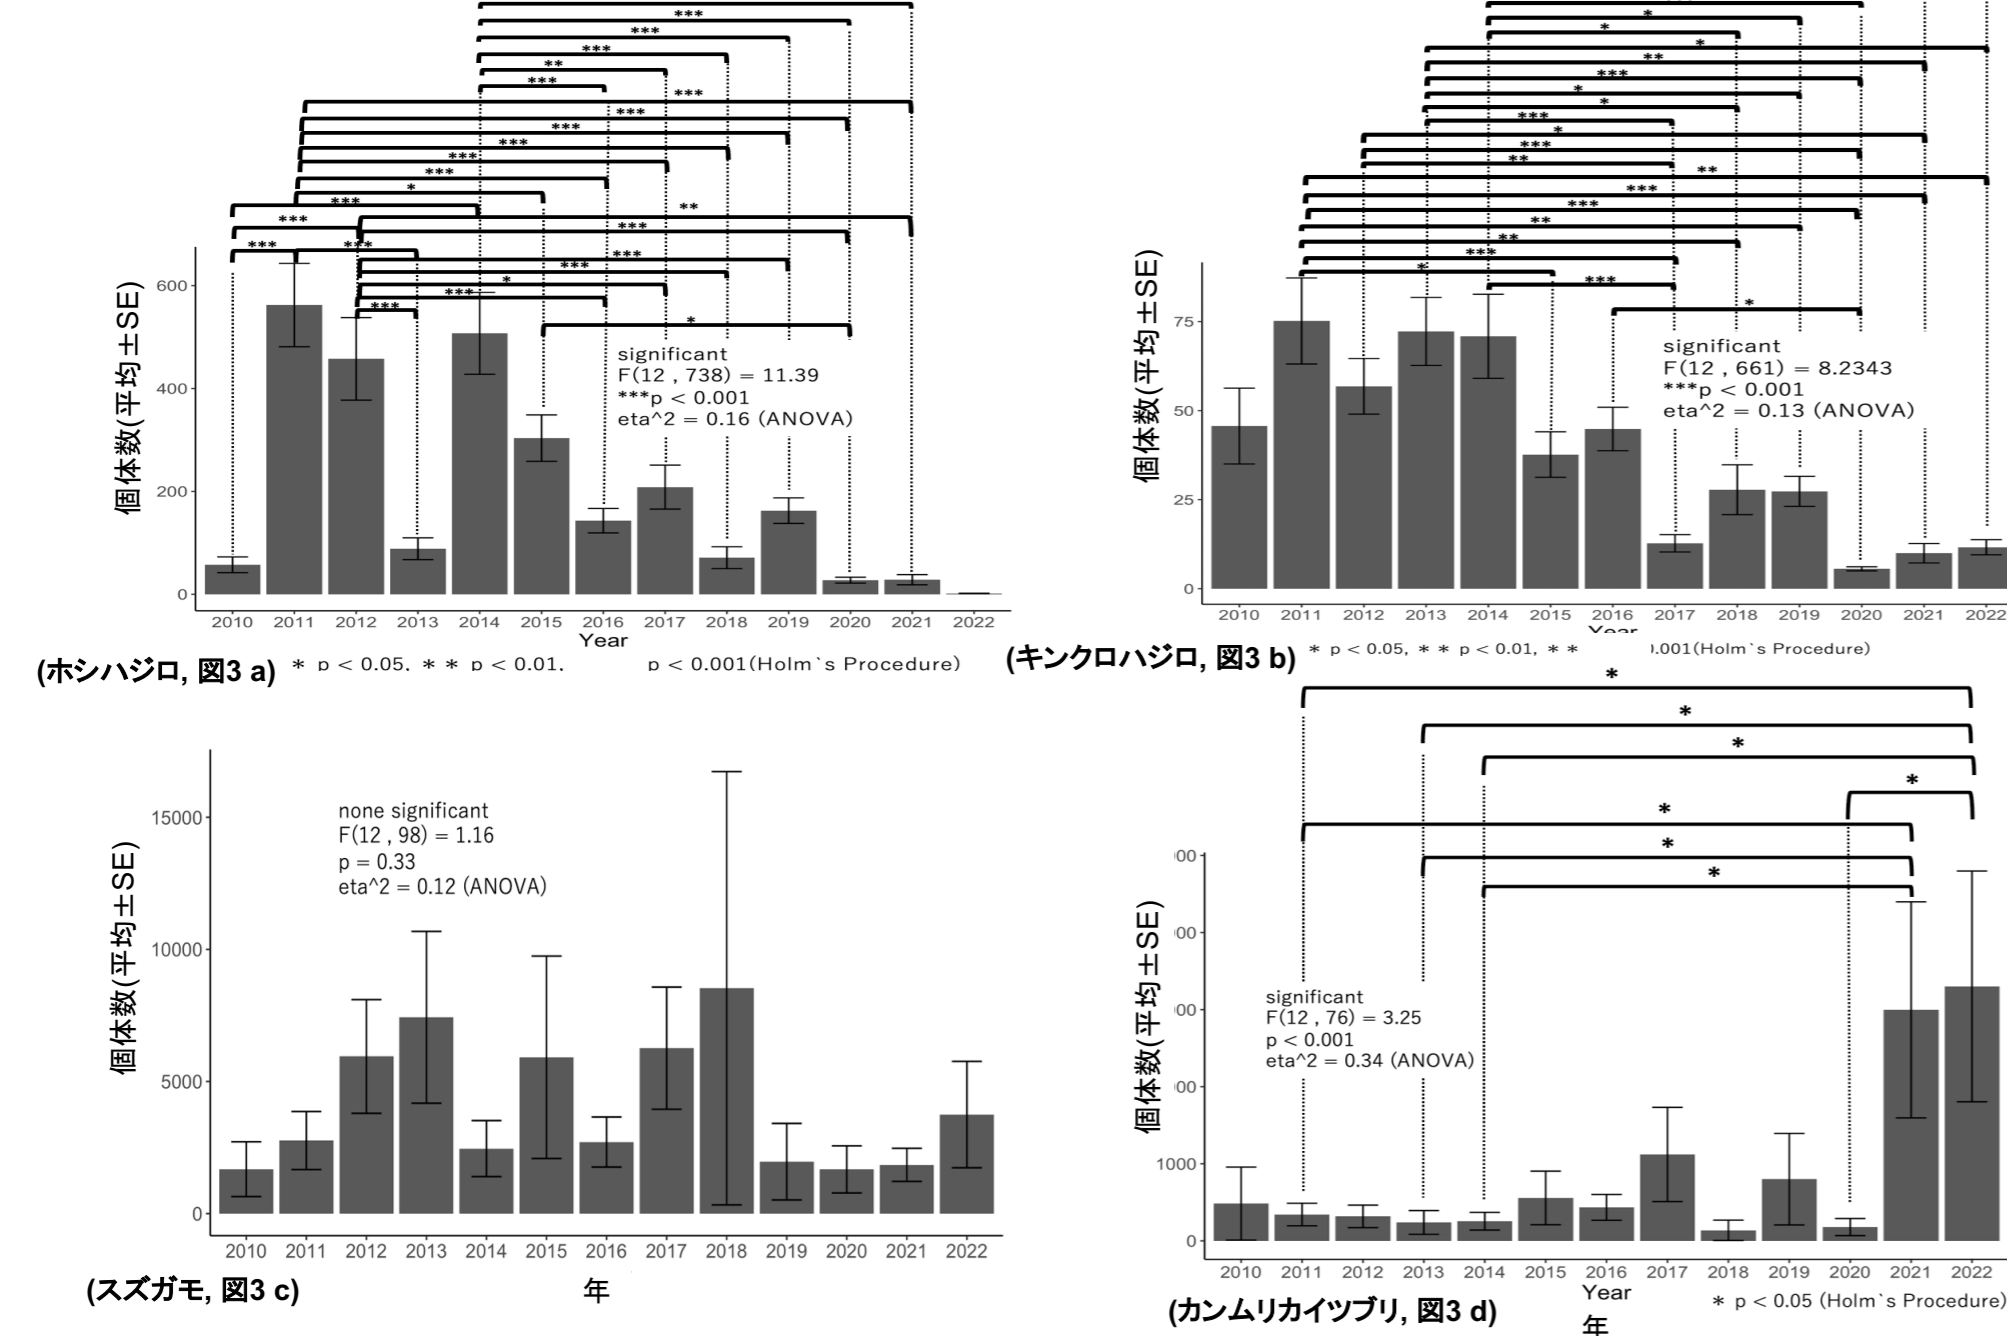 ***
***
***
**
***
***
***
***
***
***
***
*
***
**
***
***
***
***
***
***
*
***
***
*
個体数(平均±SE)
600
400
200
0
significant
F(12 , 738) = 11.39
***p < 0.001
eta^2 = 0.16 (ANOVA)
2010 2011 2012 2013 2014 2015 2016 2017 2018 2019 2020 2021 2022
Year
(ホシハジロ, 図3 a)
* p < 0.05, * * p < 0.01, p < 0.001(Holm`s Procedure)
*
*
*
**
***
*
*
***
*
***
**
**
***
***
**
**
***
*
***
*
個体数(平均±SE)
75
50
25
0
significant
F(12 , 661) = 8.2343
***p < 0.001
eta^2 = 0.13 (ANOVA)
2010 2011 2012 2013 2014 2015 2016 2017 2018 2019 2020 2021 2022
Year
(キンクロハジロ, 図3 b)
* p < 0.05, * * p < 0.01, * * .001(Holm`s Procedure)
個体数(平均±SE)
15000
10000
5000
0
none significant
F(12 , 98) = 1.16
p = 0.33
eta^2 = 0.12 (ANOVA)
2010 2011 2012 2013 2014 2015 2016 2017 2018 2019 2020 2021 2022
(スズガモ, 図3 c)
年
*
*
*
*
*
*
*
個体数(平均±SE)
00
00
00
00
1000
0
significant
F(12 , 76) = 3.25
p < 0.001
eta^2 = 0.34 (ANOVA)
2010 2011 2012 2013 2014 2015 2016 2017 2018 2019 2020 2021 2022
Year
* p < 0.05 (Holm`s Procedure)
(カンムリカイツブリ, 図3 d)
年